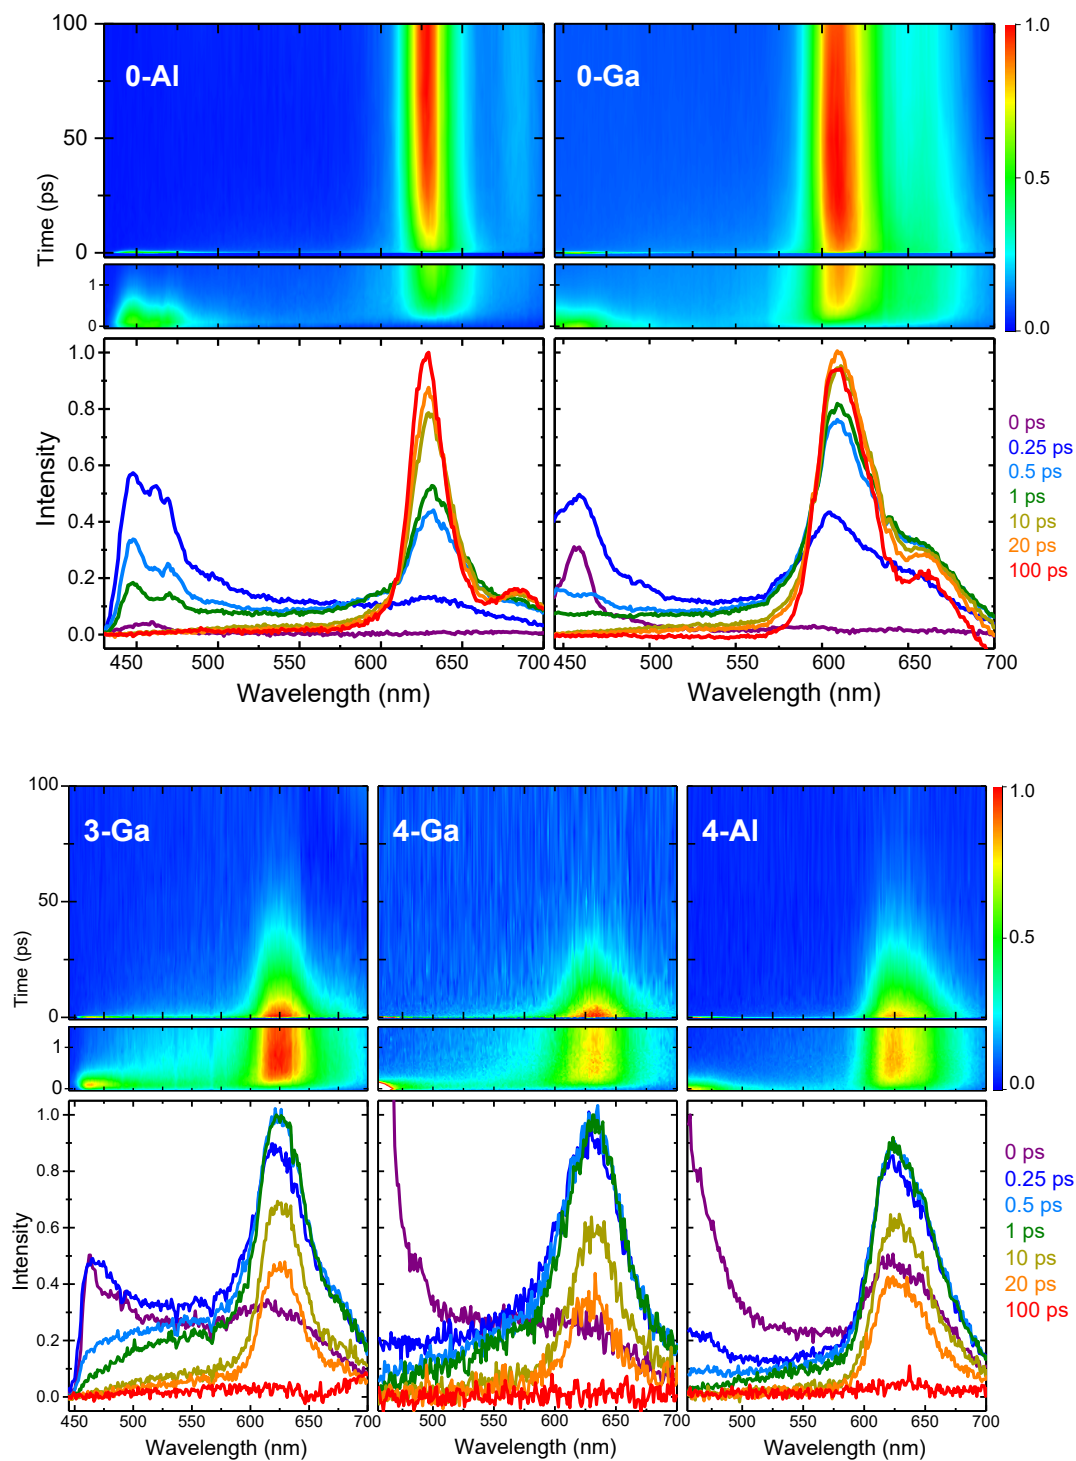 0-Al
0-Ga
100
50
0
Time (ps)
1
0
1.0
0.5
0.0
1.0
0.8
0.6
0.4
0.2
0.0
Intensity
450 500 550 600 650 700
450 500 550 600 650 700
Wavelength (nm)
Wavelength (nm)
0 ps
0.25 ps
0.5 ps
1 ps
10 ps
20 ps
100 ps
3-Ga
4-Ga
4-Al
100
50
0
Time (ps)
1
0
1.0
0.5
0.0
1.0
0.8
0.6
0.4
0.2
0.0
Intensity
450 500 550 600 650 700
500 550 600 650 700
500 550 600 650 700
Wavelength (nm)
Wavelength (nm)
Wavelength (nm)
0 ps
0.25 ps
0.5 ps
1 ps
10 ps
20 ps
100 ps